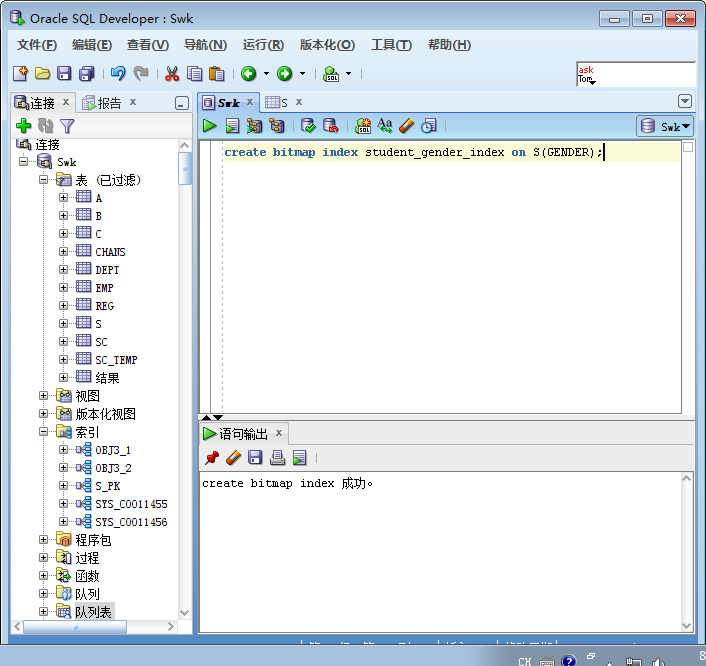 Oracle SQL Developer : Swk
文件(F) 编辑(E) 查看(V) 导航(N) 运行(R) 版本化(O) 工具(T) 帮助(H)
SQL
ask
Tom
连接 x 报告 x
Swk x S x
Swk
连接
Swk
表 (已过滤)
A
B
C
CHANS
DEPT
EMP
REG
S
SC
SC_TEMP
结果
视图
版本化视图
索引
OBJ3_1
OBJ3_2
S_PK
SYS_C0011455
SYS_C0011456
程序包
过程
函数
队列
队列表
create bitmap index student_gender_index on S(GENDER);
语句输出 x
create bitmap index 成功。
CH